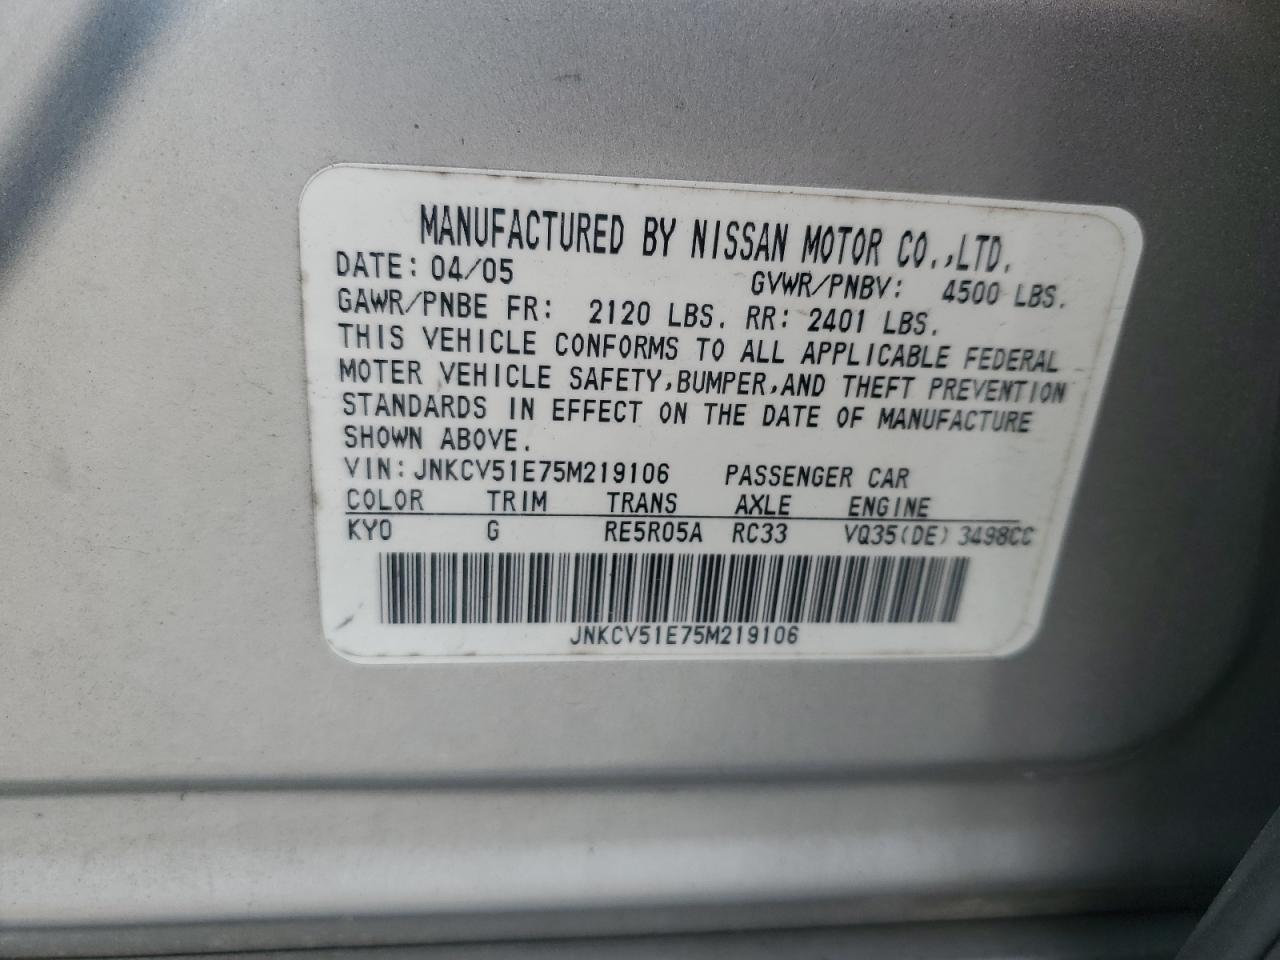 MANUFACTURED BY NISSAN MOTOR CO.,LTD.
DATE: 04/05 GVWR/PNBV: 4500 LBS.
GAWR/PNBE FR: 2120 LBS. RR: 2401 LBS.
THIS VEHICLE CONFORMS TO ALL APPLICABLE FEDERAL
MOTER VEHICLE SAFETY,BUMPER,AND THEFT PREVENTION
STANDARDS IN EFFECT ON THE DATE OF MANUFACTURE
SHOWN ABOVE.
VIN: JNKCV51E75M219106 PASSENGER CAR
COLOR TRIM TRANS AXLE ENGINE
KY0 G RE5R05A RC33 VQ35(DE) 3498CC
JNKCV51E75M219106